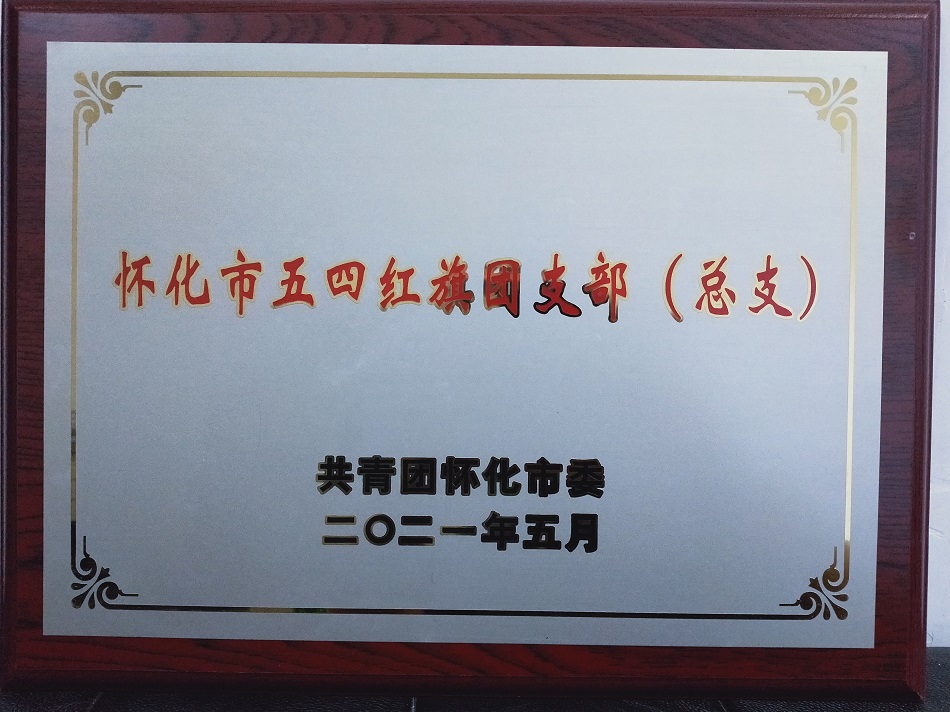 怀化市五四红旗团支部（总支）
共青团怀化市委
二〇二一年五月